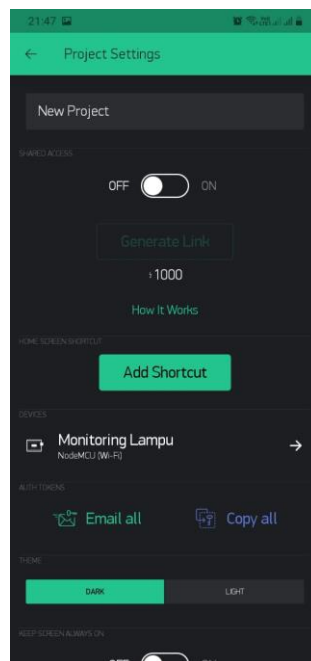 21:47
Project Settings
New Project
SHARED ACCESS
OFF ON
Generate Link
1000
How It Works
HOME SCREEN SHORTCUT
Add Shortcut
DEVICES
Monitoring Lampu
NodeMCU (Wi-Fi)
AUTH TOKENS
Email all Copy all
THEME
DARK LIGHT
KEEP SCREEN ALWAYS ON
OFF ON